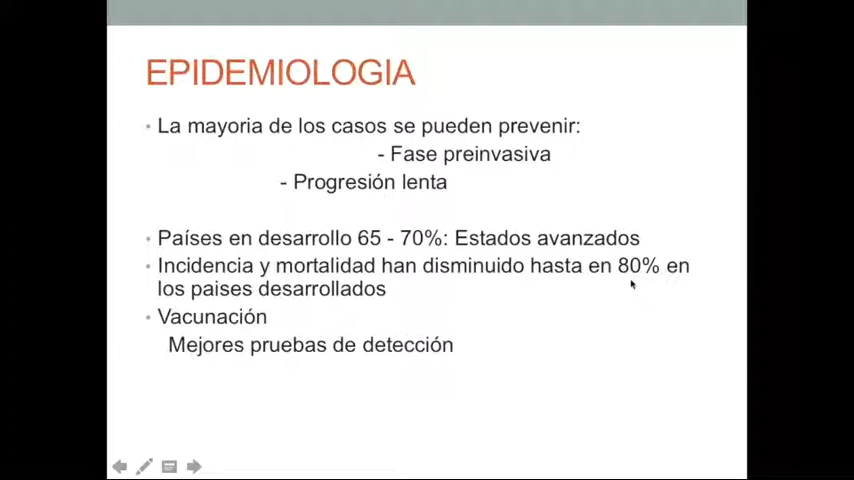 EPIDEMIOLOGIA
• La mayoria de los casos se pueden prevenir:
- Fase preinvasiva
- Progresión lenta
• Países en desarrollo 65 - 70%: Estados avanzados
• Incidencia y mortalidad han disminuido hasta en 80% en
los paises desarrollados
• Vacunación
Mejores pruebas de detección